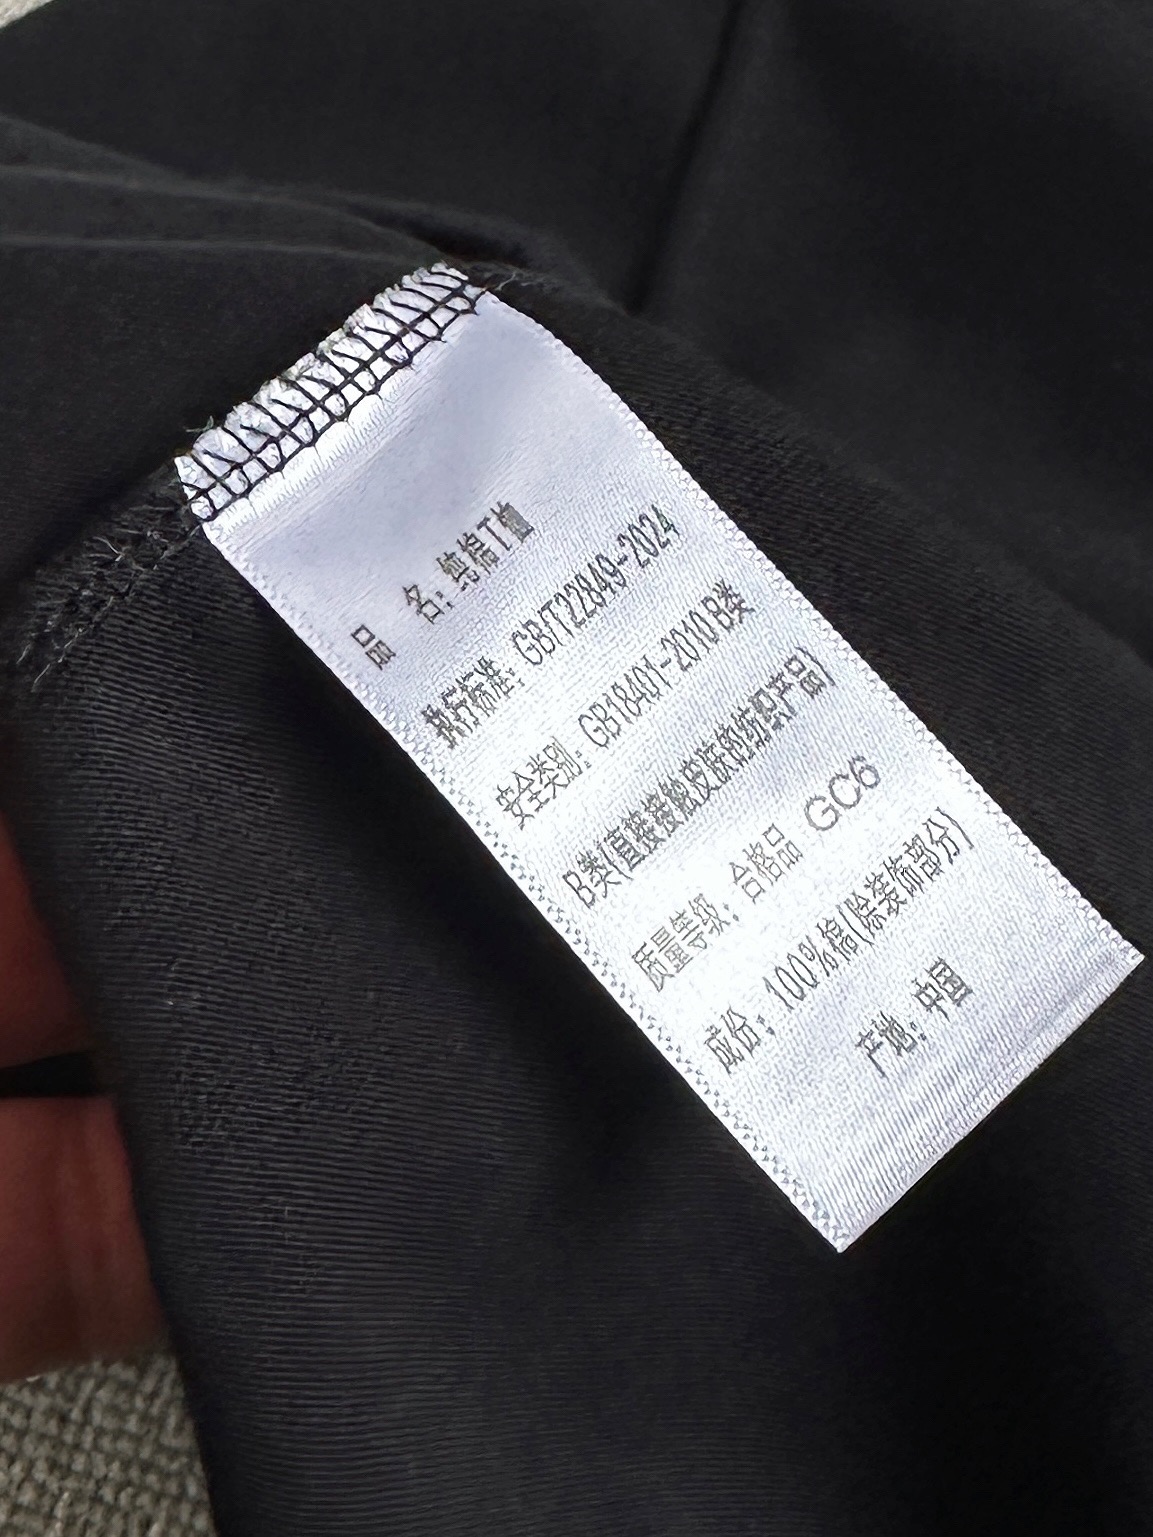 品 名：纯棉T恤
执行标准：GB/T22849-2024
安全类别：GB18401-2010 B类
B类(直接接触皮肤的纺织产品)
质量等级：合格品 GC6
成份：100%棉(除装饰部分)
产地：中国